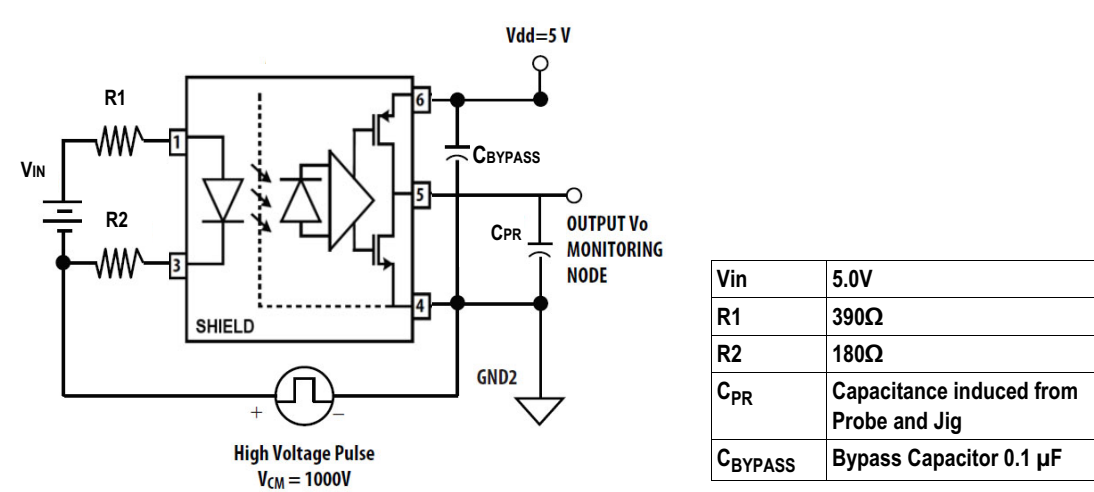 Vdd=5 V
R1
6
1
CBYPASS
VIN
5
R2
CPR
OUTPUT Vo
MONITORING
NODE
3
4
SHIELD
GND2
+
−
High Voltage Pulse
VCM = 1000V
Vin 5.0V
R1 390Ω
R2 180Ω
CPR Capacitance induced from
Probe and Jig
CBYPASS Bypass Capacitor 0.1 µF